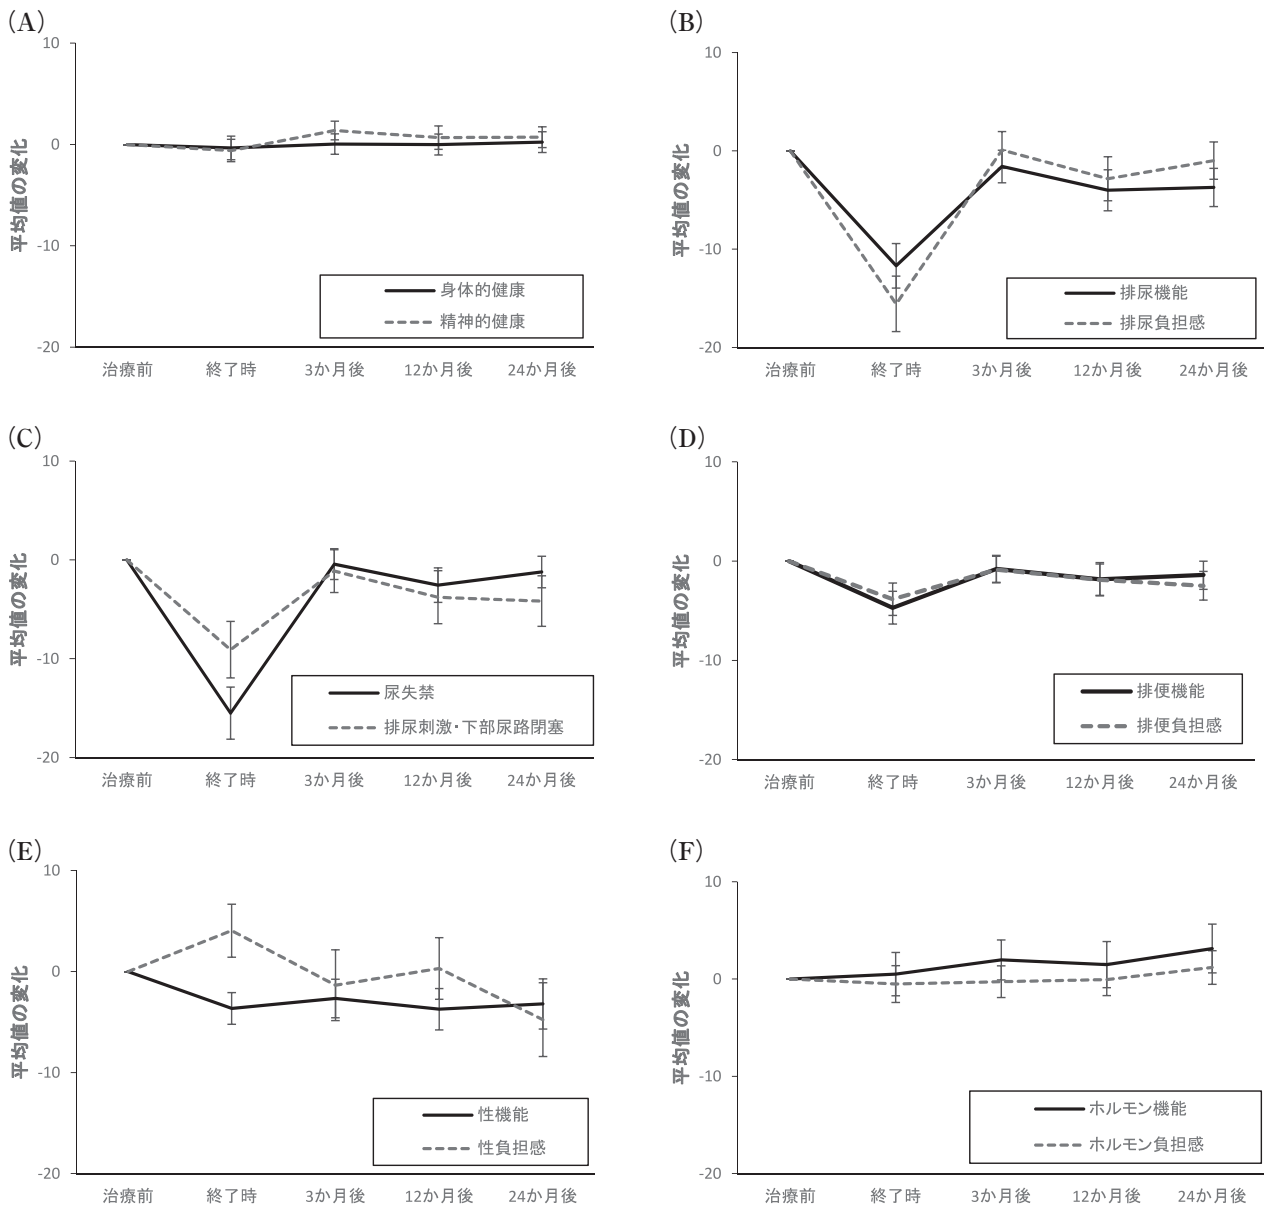 (A)
10
0
-10
-20
平均値の変化
身体的健康
精神的健康
治療前 終了時 3か月後 12か月後 24か月後
(B)
10
0
-10
-20
平均値の変化
排尿機能
排尿負担感
治療前 終了時 3か月後 12か月後 24か月後
(C)
10
0
-10
-20
平均値の変化
尿失禁
排尿刺激・下部尿路閉塞
治療前 終了時 3か月後 12か月後 24か月後
(D)
10
0
-10
-20
平均値の変化
排便機能
排便負担感
治療前 終了時 3か月後 12か月後 24か月後
(E)
10
0
-10
-20
平均値の変化
性機能
性負担感
治療前 終了時 3か月後 12か月後 24か月後
(F)
10
0
-10
-20
平均値の変化
ホルモン機能
ホルモン負担感
治療前 終了時 3か月後 12か月後 24か月後